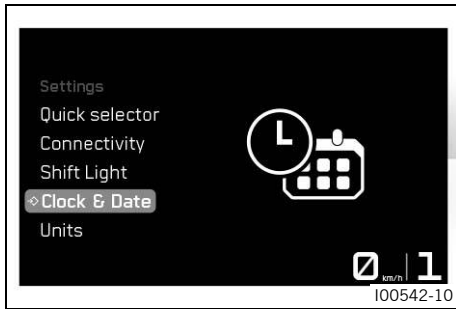 Settings
Quick selector
Connectivity
Shift Light
Clock & Date
Units
0 km/h 1
I00542-10